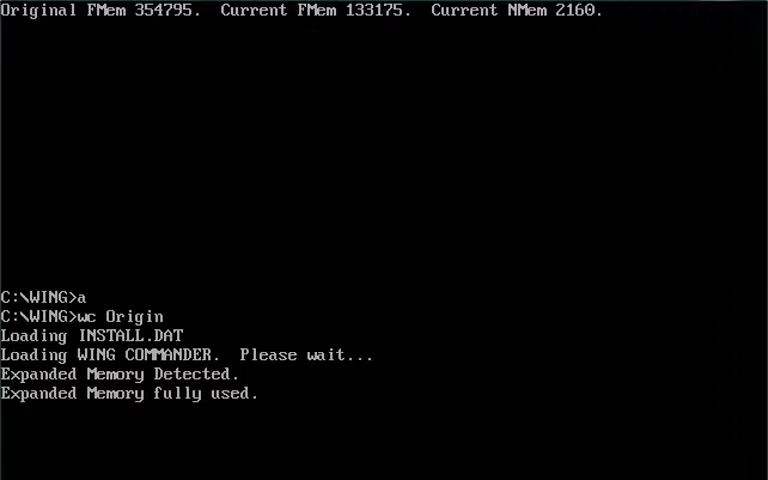 Original FMem 354795.  Current FMem 133175.  Current NMem 2160.
C:\WING>a
C:\WING>wc Origin
Loading INSTALL.DAT
Loading WING COMMANDER.  Please wait...
Expanded Memory Detected.
Expanded Memory fully used.